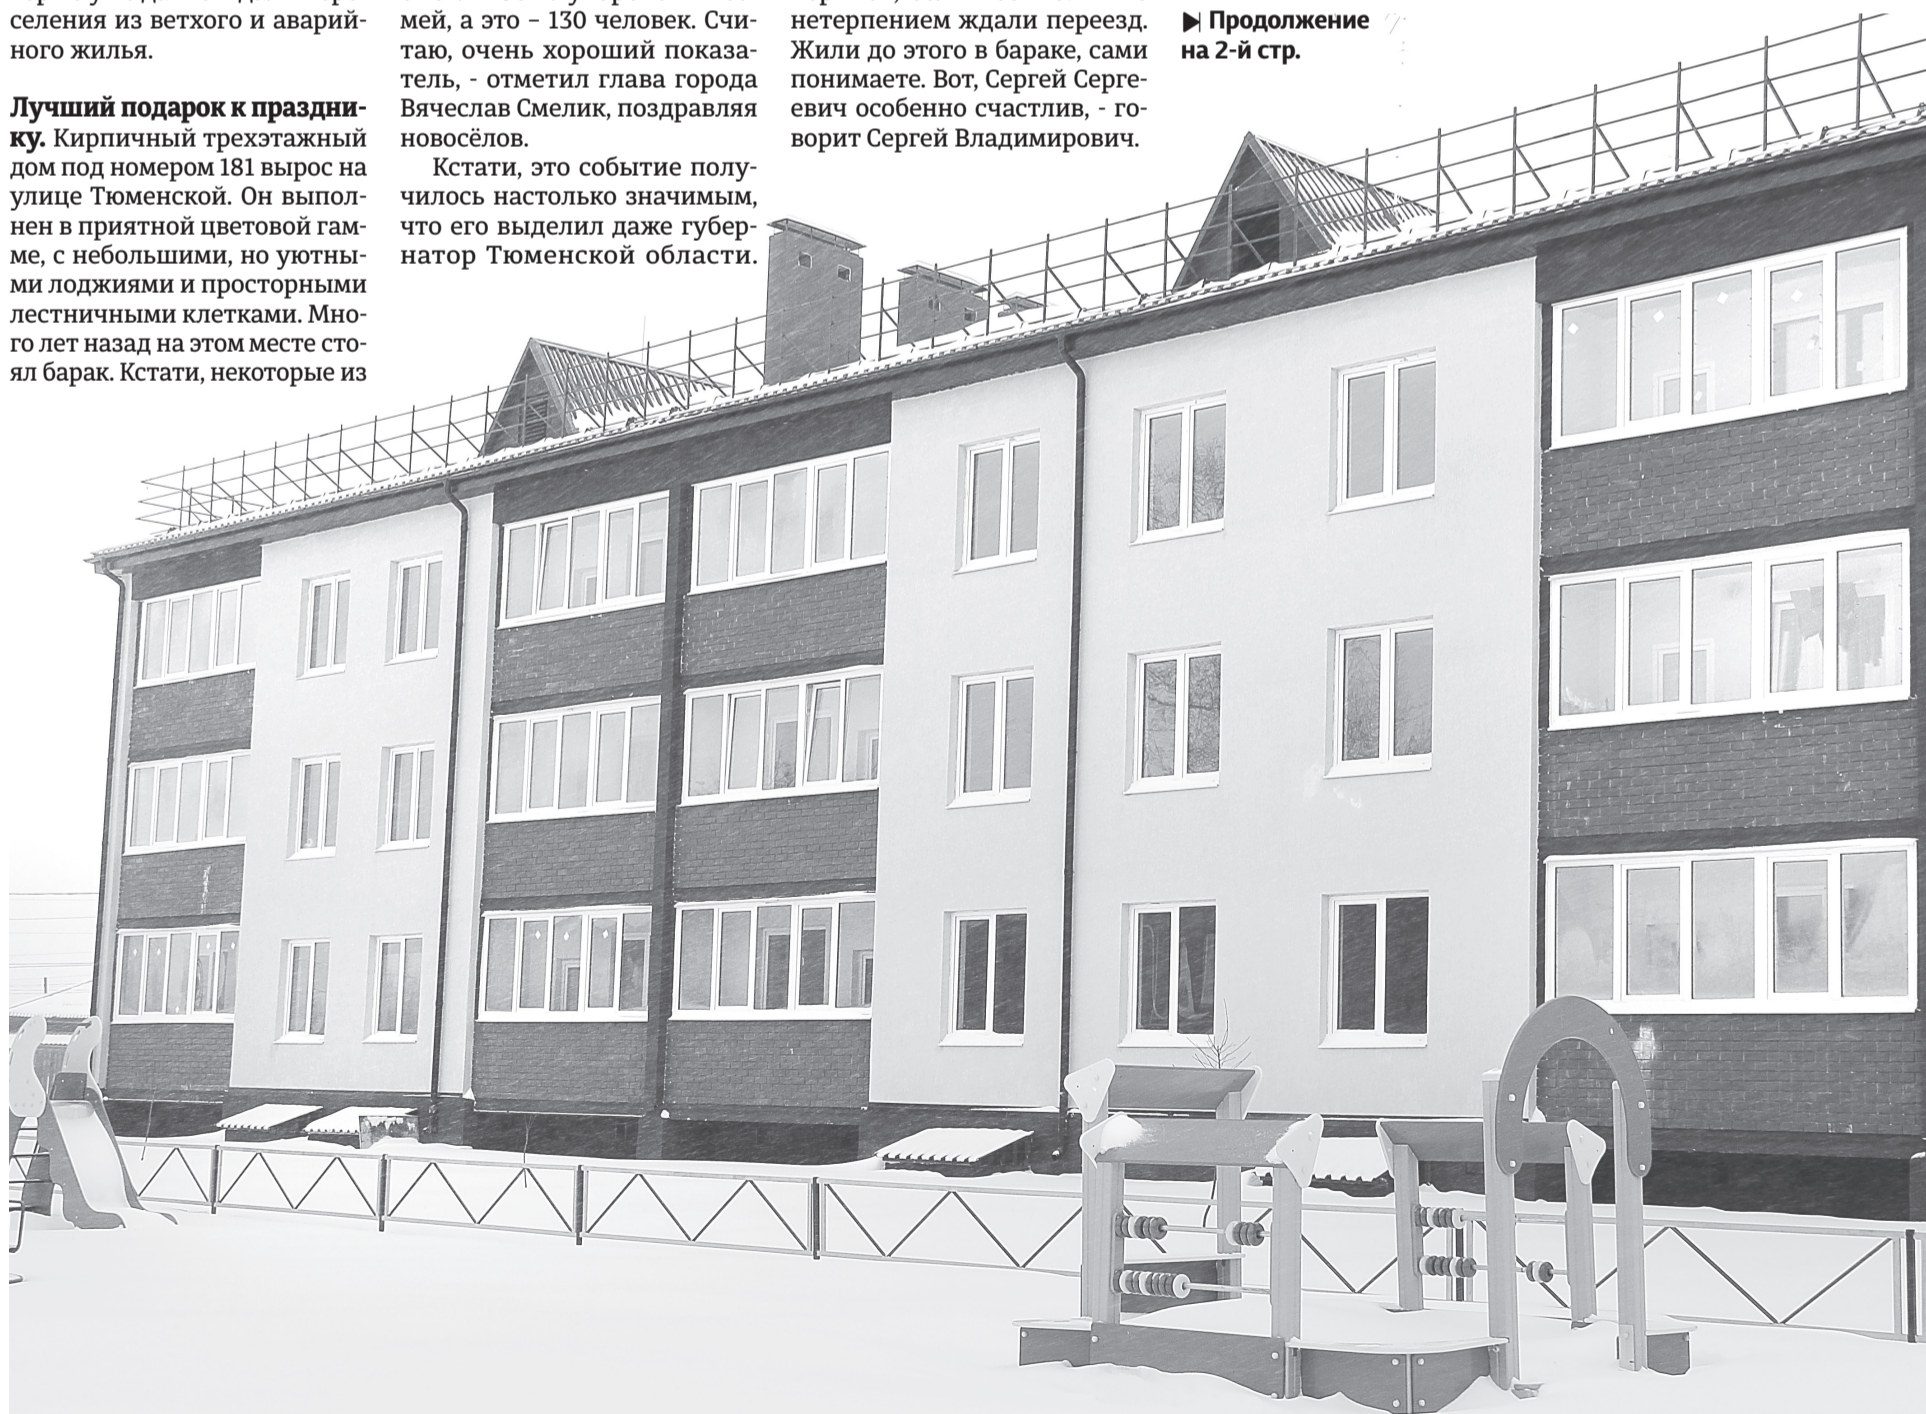 селения из ветхого и аварий-
ного жилья.
Лучший подарок к праздни-
ку. Кирпичный трехэтажный
дом под номером 181 вырос на
улице Тюменской. Он выпол-
нен в приятной цветовой гам-
ме, с небольшими, но уютны-
ми лоджиями и просторными
лестничными клетками. Мно-
го лет назад на этом месте сто-
ял барак. Кстати, некоторые из
мей, а это – 130 человек. Счи-
таю, очень хороший показа-
тель, - отметил глава города
Вячеслав Смелик, поздравляя
новосёлов.
Кстати, это событие полу-
чилось настолько значимым,
что его выделил даже губер-
натор Тюменской области.
нетерпением ждали переезд.
Жили до этого в бараке, сами
понимаете. Вот, Сергей Серге-
евич особенно счастлив, - го-
ворит Сергей Владимирович.
Продолжение
на 2-й стр.